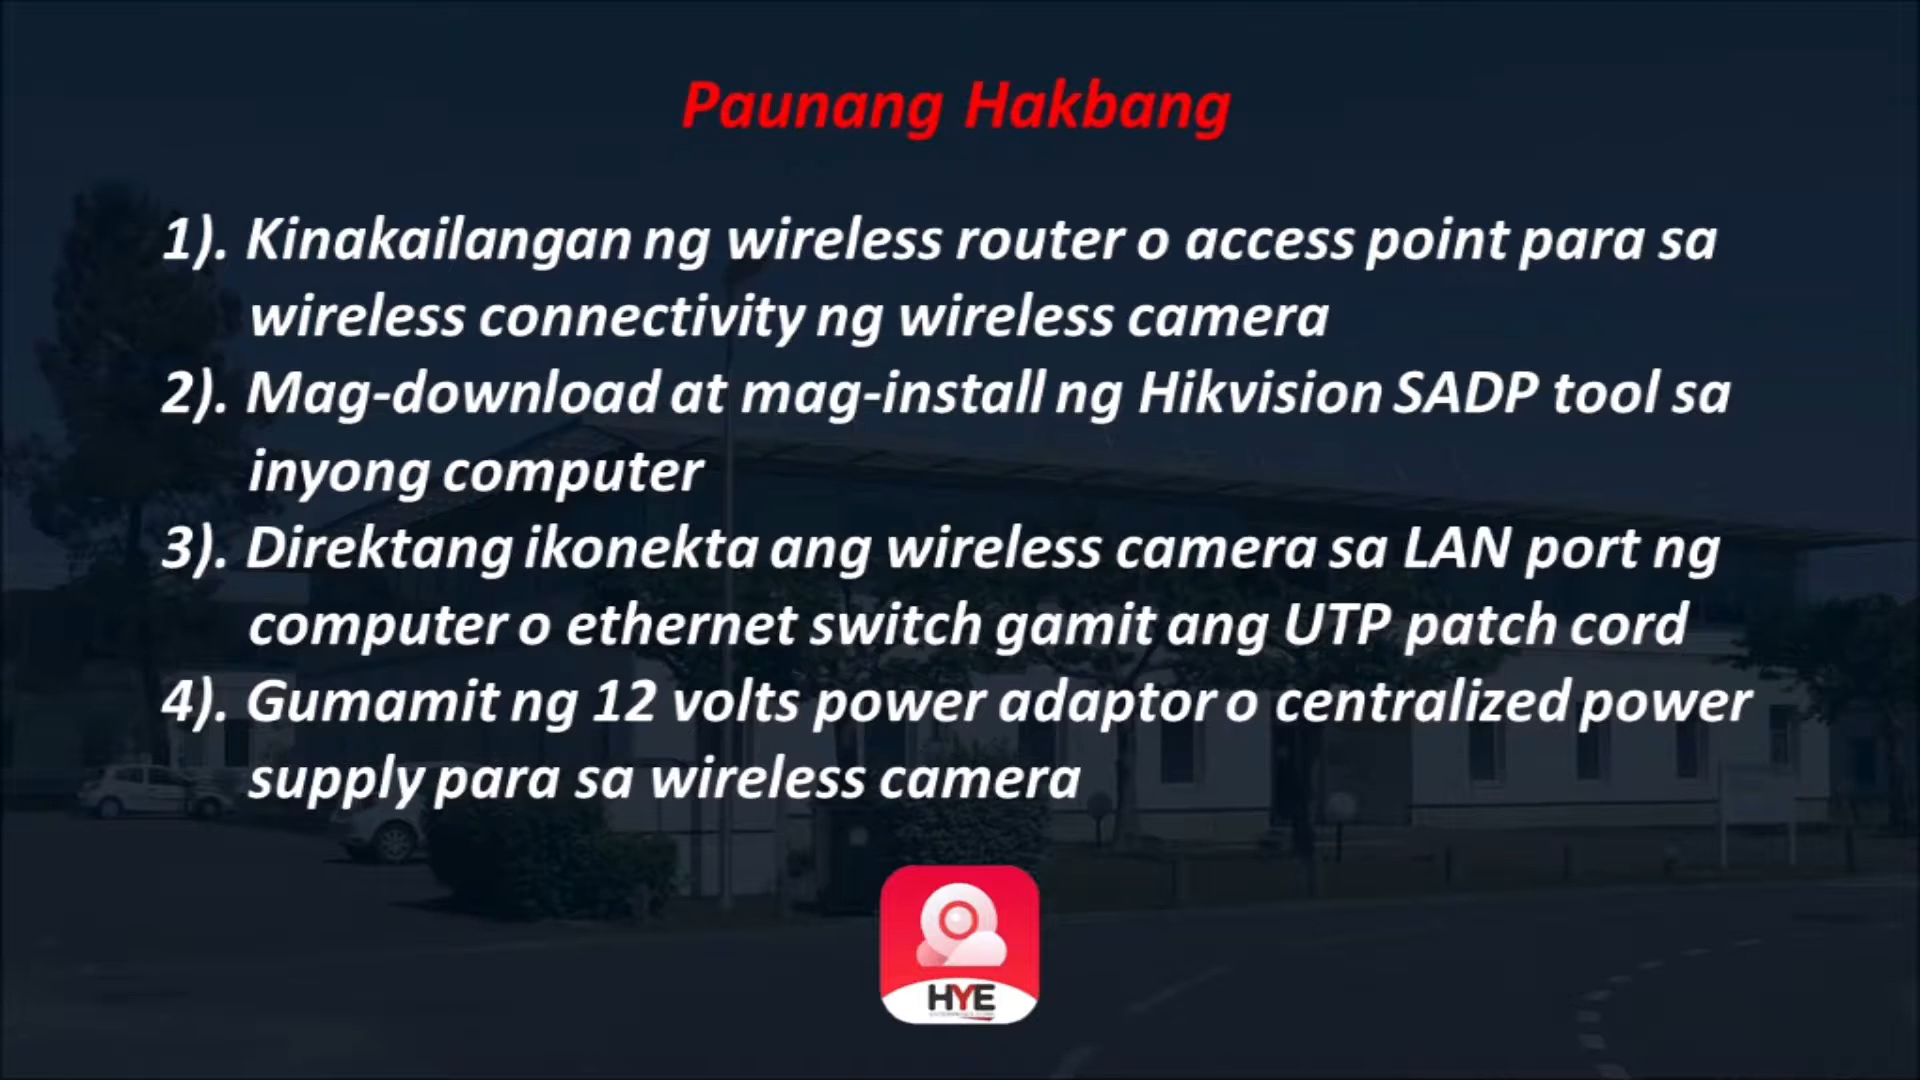 Paunang Hakbang
1). Kinakailangan ng wireless router o access point para sa
wireless connectivity ng wireless camera
2). Mag-download at mag-install ng Hikvision SADP tool sa
inyong computer
3). Direktang ikonekta ang wireless camera sa LAN port ng
computer o ethernet switch gamit ang UTP patch cord
4). Gumamit ng 12 volts power adaptor o centralized power
supply para sa wireless camera
HYE